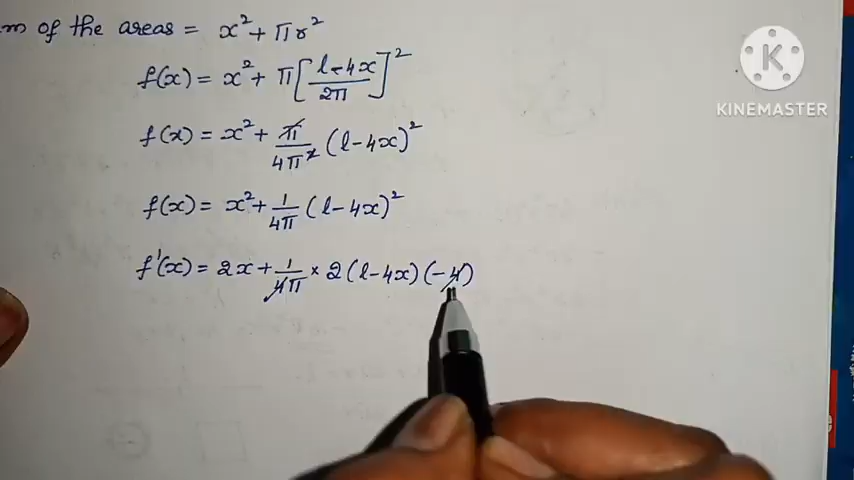 of the areas = x² + πr²
f(x) = x² + π[(l-4x)/2π]²
K
KINEMASTER
f(x) = x² + π/4π² (l-4x)²
f(x) = x² + 1/4π (l-4x)²
f'(x) = 2x + 1/4π × 2(l-4x)(-4)